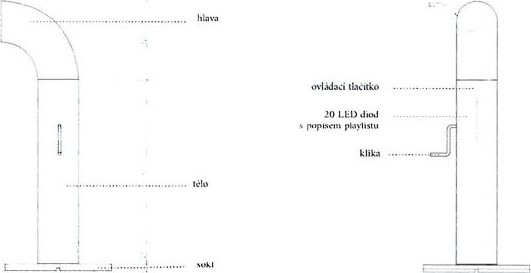 hlava
ovládací tlačítko
20 LED diod
s popisem playlistu
klika
tělo
sokl